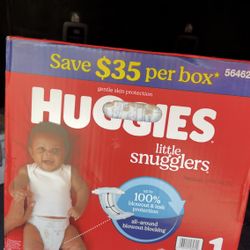 Save $35 per box*
56462
gentle skin protection
HUGGIES
little
snugglers
up to
100%
blowout & leak
protection
all-around
blowout blocking
1